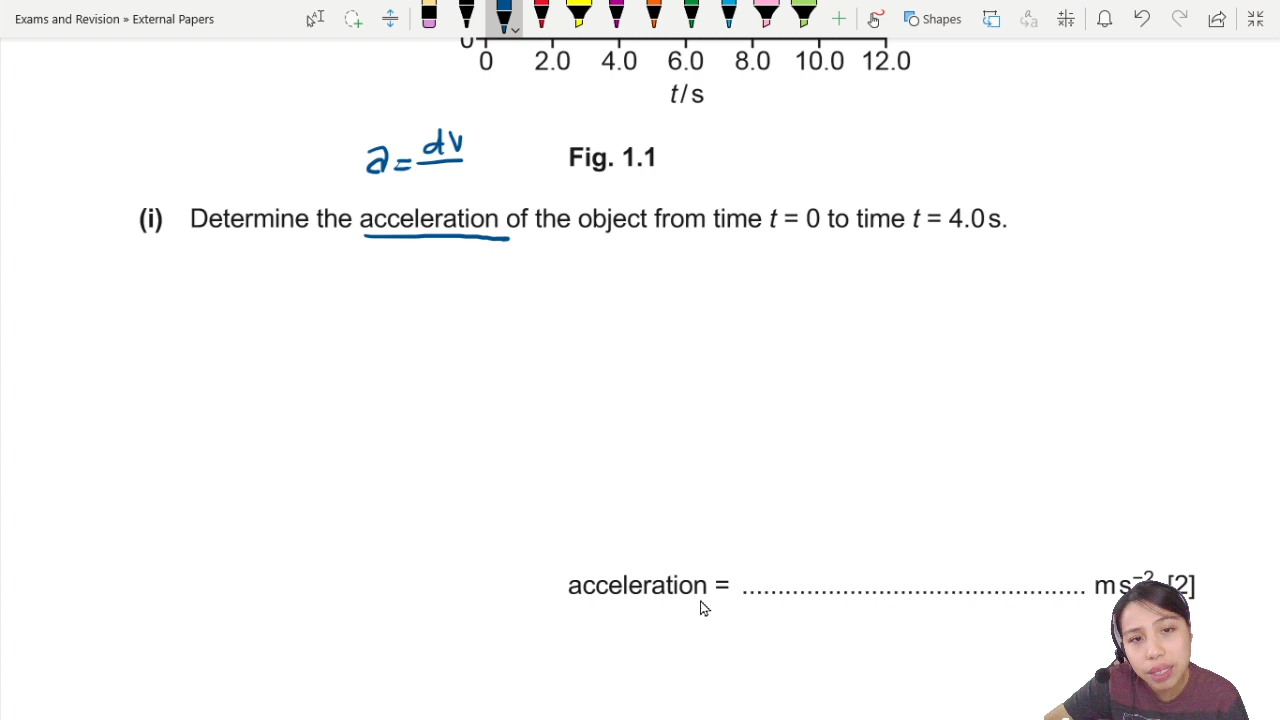 Exams and Revision » External Papers
Shapes
0
0 2.0 4.0 6.0 8.0 10.0 12.0
t/s
a = dv
Fig. 1.1
(i) Determine the acceleration of the object from time t = 0 to time t = 4.0 s.
acceleration = .............................................. m s⁻² [2]